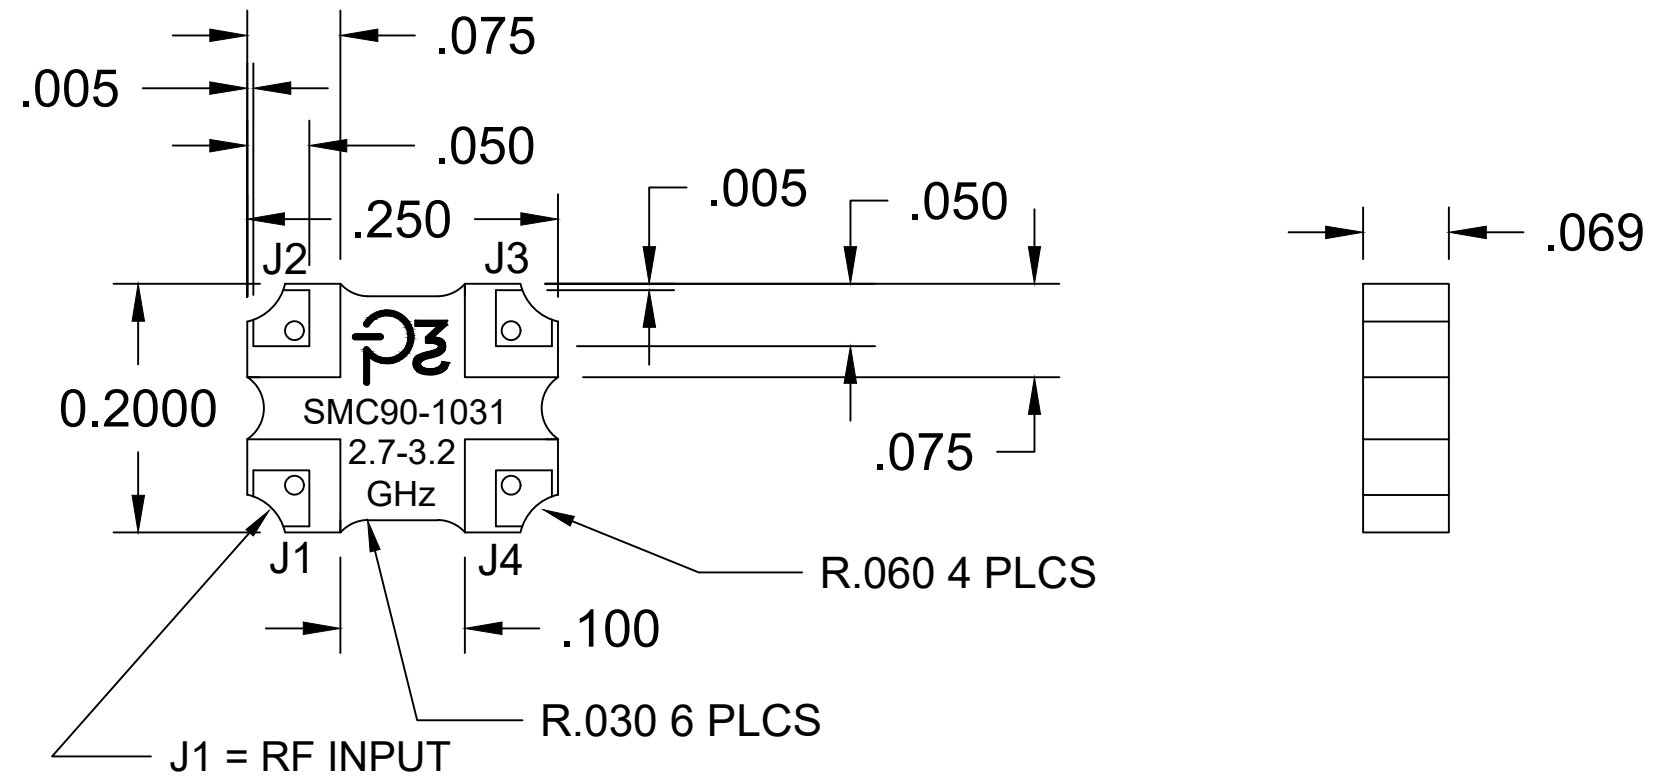 .075
.005
.050
.005
.050
.250
.069
J2
J3
0.2000
SMC90-1031
2.7-3.2
GHz
.075
J1
J4
R.060 4 PLCS
.100
R.030 6 PLCS
J1 = RF INPUT